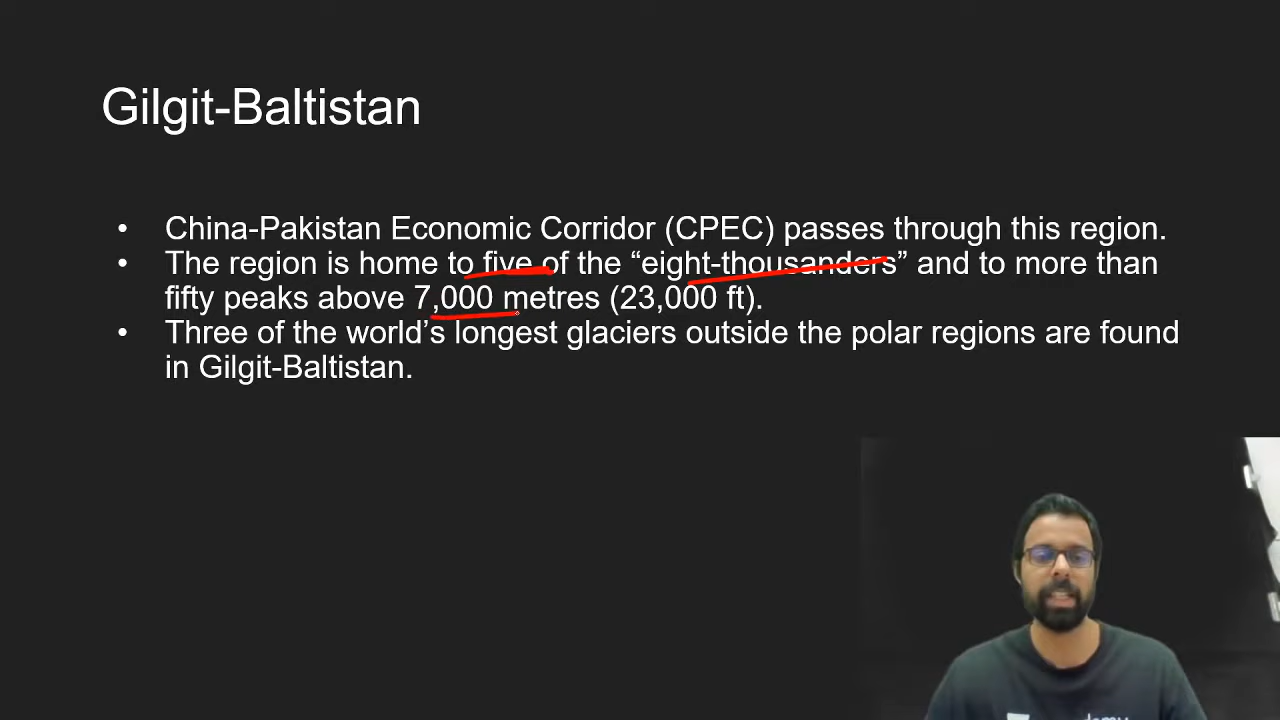 Gilgit-Baltistan
• China-Pakistan Economic Corridor (CPEC) passes through this region.
• The region is home to five of the “eight-thousanders” and to more than
fifty peaks above 7,000 metres (23,000 ft).
• Three of the world’s longest glaciers outside the polar regions are found
in Gilgit-Baltistan.